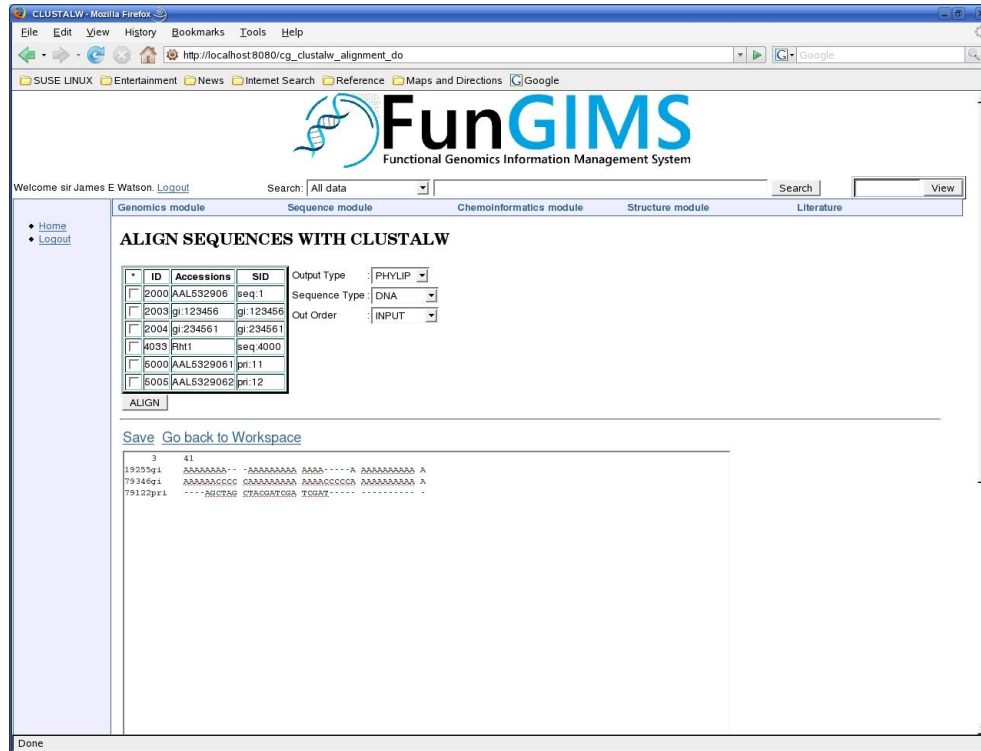 CLUSTALW - Mozilla Firefox
File Edit View History Bookmarks Tools Help
http://localhost:8080/cg_clustalw_alignment_do
G Google
SUSE LINUX Entertainment News Internet Search Reference Maps and Directions Google
FunGIMS
Functional Genomics Information Management System
Welcome sir James E Watson. Logout Search: All data Search View
Genomics module Sequence module Chemoinformatics module Structure module Literature
Home
Logout
ALIGN SEQUENCES WITH CLUSTALW
* ID Accessions SID
2000 AAL532906 seq:1
2003 gi:123456 gi:123456
2004 gi:234561 gi:234561
4033 Rht1 seq:4000
5000 AAL5329061 pri:11
5005 AAL5329062 pri:12
Output Type : PHYLIP
Sequence Type : DNA
Out Order : INPUT
ALIGN
Save Go back to Workspace
3 41
19255gi AAAAAAAA-- -AAAAAAAAA AAAA-----A AAAAAAAAAA A
79346gi AAAAAACCCC CAAAAAAAAA AAAACCCCCA AAAAAAAAAA A
79122pri ----AGCTAG CTACGATCGA TCGAT----- ---------- -
Done